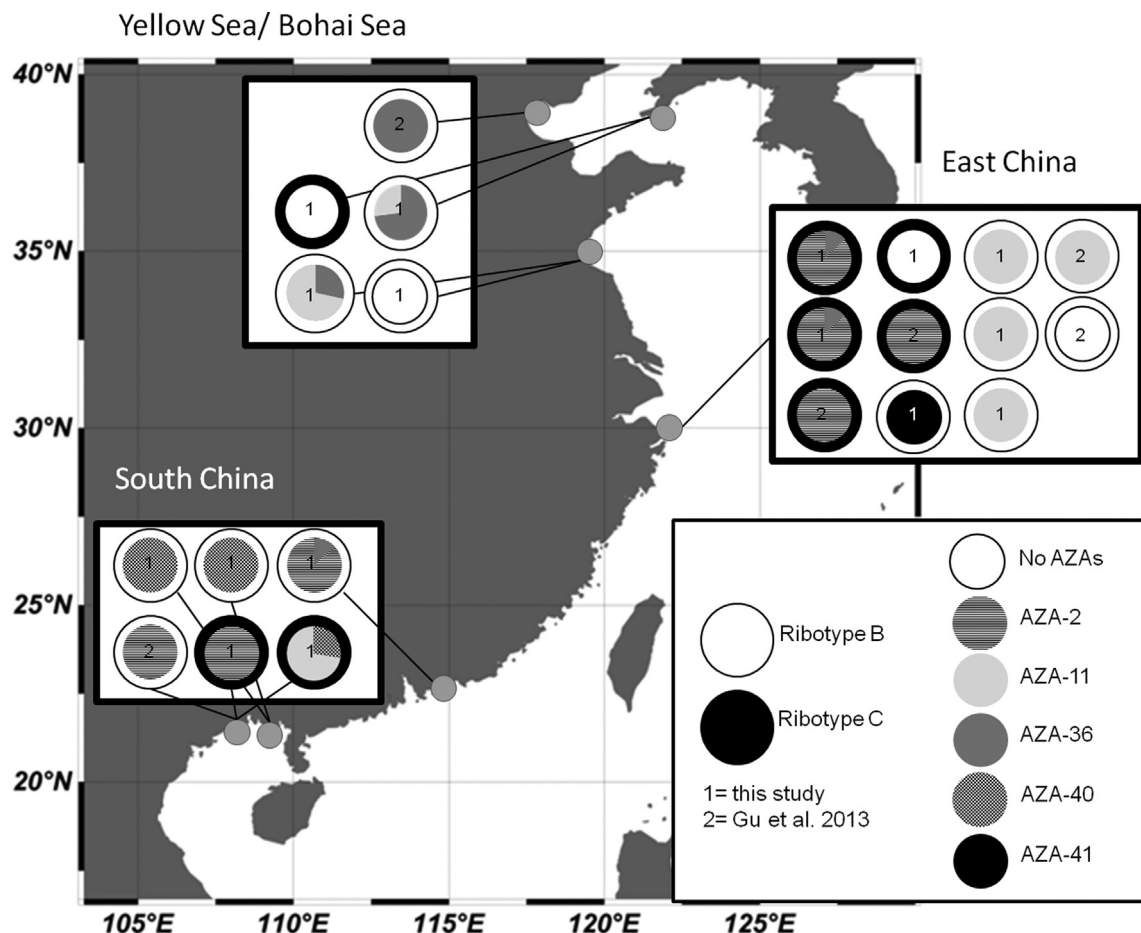 Yellow Sea/ Bohai Sea
40°N
2
1
1
1
1
35°N
East China
1
1
1
2
1
2
1
2
2
1
1
30°N
South China
1
1
1
2
1
1
25°N
20°N
Ribotype B
Ribotype C
1= this study
2= Gu et al. 2013
No AZAs
AZA-2
AZA-11
AZA-36
AZA-40
AZA-41
105°E
110°E
115°E
120°E
125°E